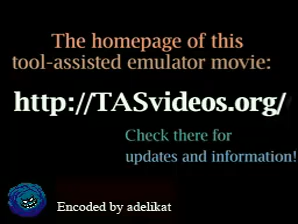 The homepage of this
tool-assisted emulator movie:
http://TASvideos.org/
Check there for
updates and information!
Encoded by adelikat